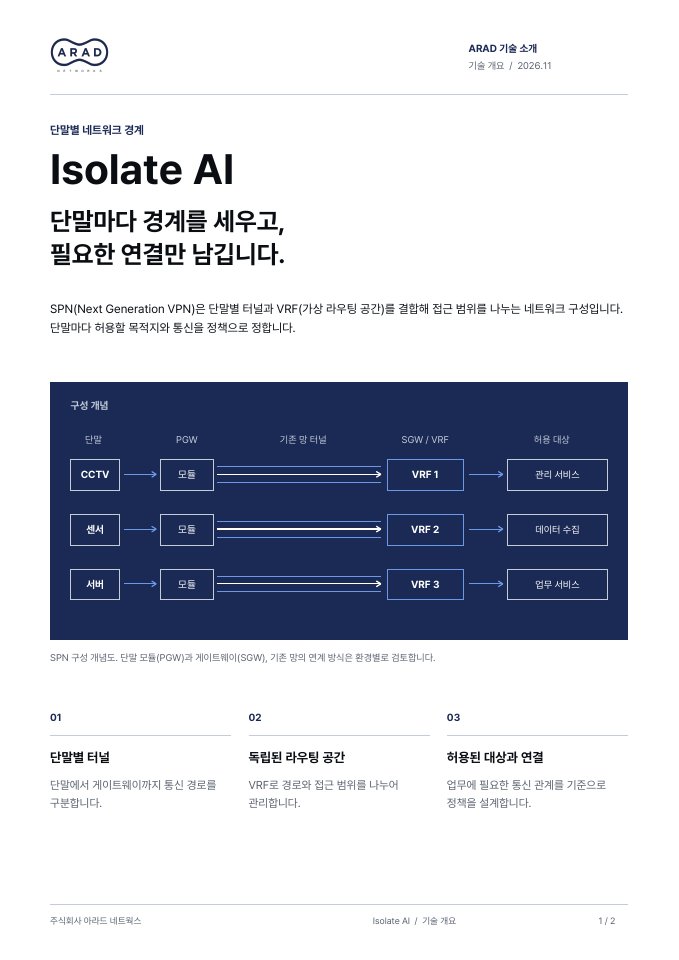 ARAD
NETWORKS
ARAD 기술 소개
기술 개요 / 2026.11
단말별 네트워크 경계
Isolate AI
단말마다 경계를 세우고,
필요한 연결만 남깁니다.
SPN(Next Generation VPN)은 단말별 터널과 VRF(가상 라우팅 공간)를 결합해 접근 범위를 나누는 네트워크 구성입니다.
단말마다 허용할 목적지와 통신을 정책으로 정합니다.
구성 개념
단말 PGW 기존 망 터널 SGW / VRF 허용 대상
CCTV 모듈 VRF 1 관리 서비스
센서 모듈 VRF 2 데이터 수집
서버 모듈 VRF 3 업무 서비스
SPN 구성 개념도. 단말 모듈(PGW)과 게이트웨이(SGW), 기존 망의 연계 방식은 환경별로 검토합니다.
01
단말별 터널
단말에서 게이트웨이까지 통신 경로를
구분합니다.
02
독립된 라우팅 공간
VRF로 경로와 접근 범위를 나누어
관리합니다.
03
허용된 대상과 연결
업무에 필요한 통신 관계를 기준으로
정책을 설계합니다.
주식회사 아라드 네트웍스 Isolate AI / 기술 개요 1 / 2